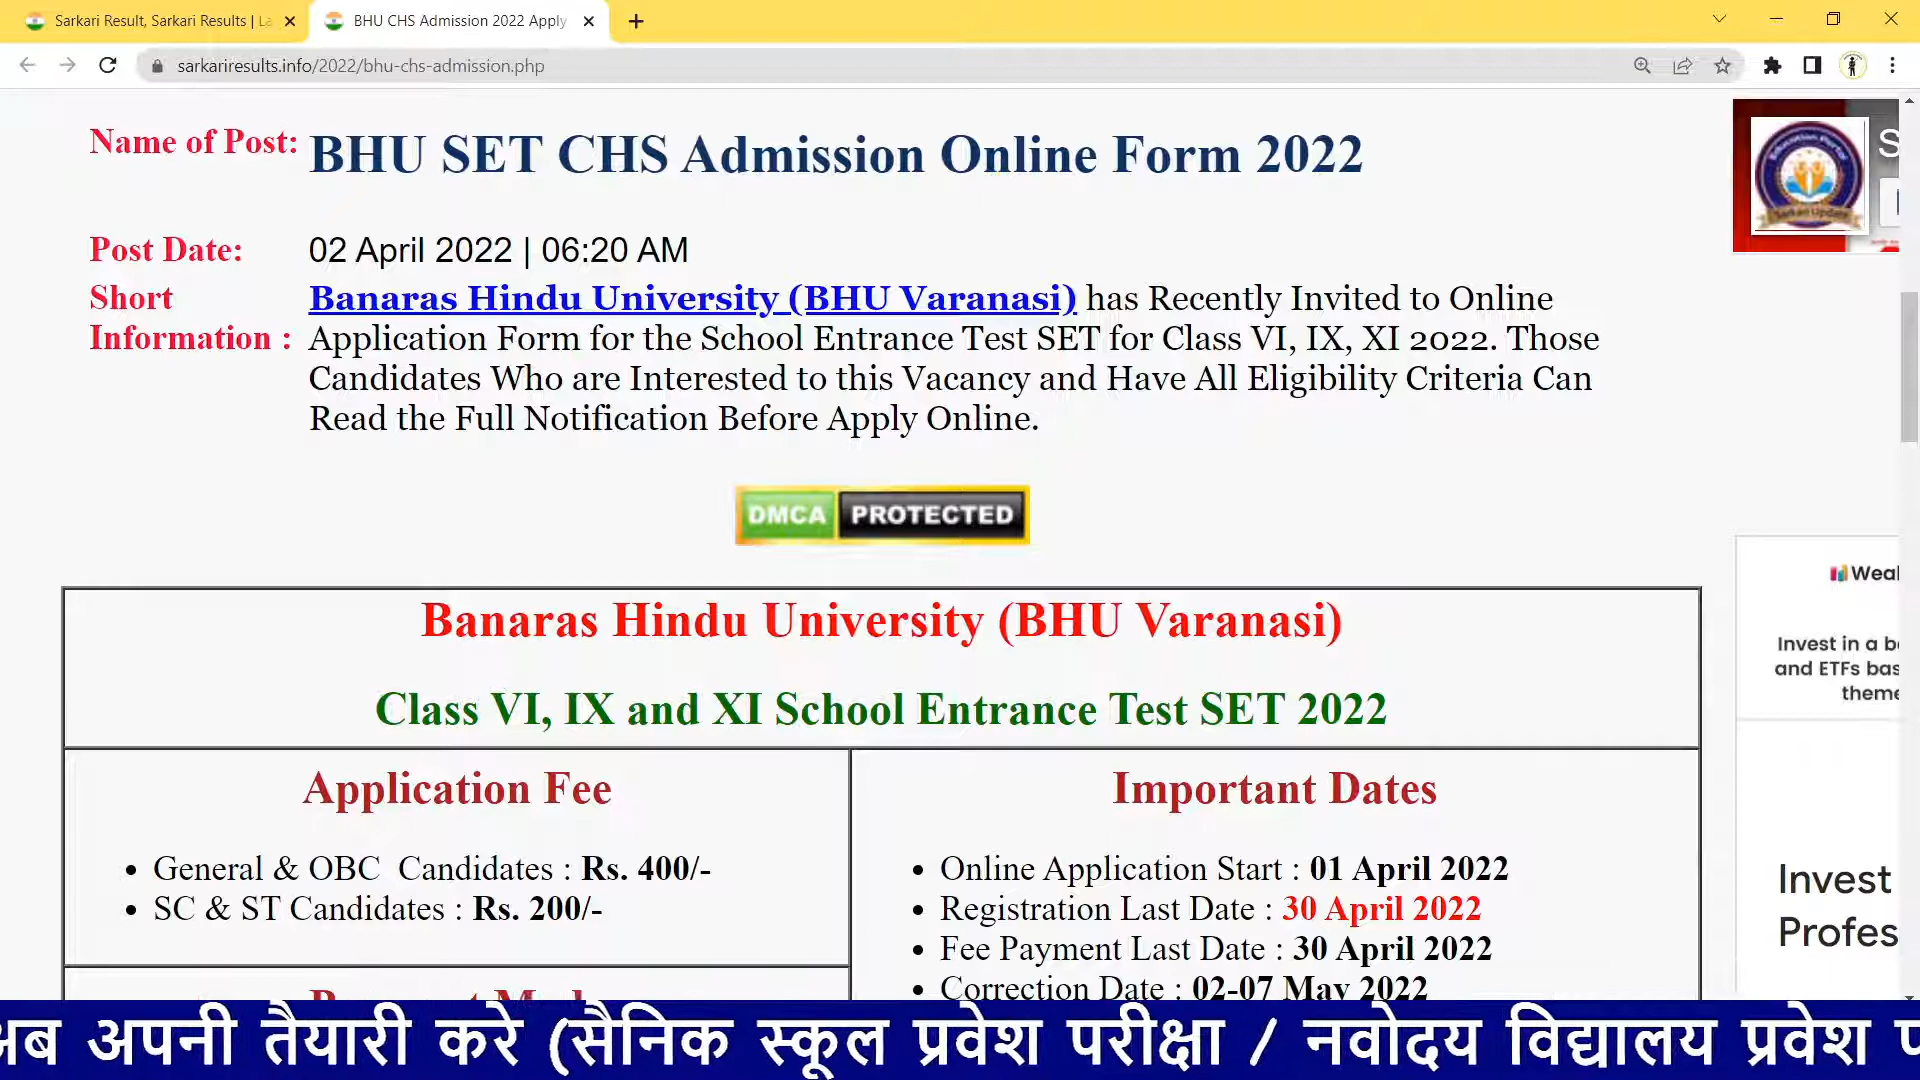 Sarkari Result, Sarkari Results | La
BHU CHS Admission 2022 Apply
sarkariresults.info/2022/bhu-chs-admission.php
Name of Post: BHU SET CHS Admission Online Form 2022
Post Date: 02 April 2022 | 06:20 AM
Short Information :
Banaras Hindu University (BHU Varanasi) has Recently Invited to Online
Application Form for the School Entrance Test SET for Class VI, IX, XI 2022. Those
Candidates Who are Interested to this Vacancy and Have All Eligibility Criteria Can
Read the Full Notification Before Apply Online.
DMCA PROTECTED
Banaras Hindu University (BHU Varanasi)
Class VI, IX and XI School Entrance Test SET 2022
Application Fee
General & OBC Candidates : Rs. 400/-
SC & ST Candidates : Rs. 200/-
Important Dates
Online Application Start : 01 April 2022
Registration Last Date : 30 April 2022
Fee Payment Last Date : 30 April 2022
Correction Date : 02-07 May 2022
S
Education Portal
Sarkari Update
Weal
Invest in a b
and ETFs bas
theme
Invest
Profes
अब अपनी तैयारी करे (सैनिक स्कूल प्रवेश परीक्षा / नवोदय विद्यालय प्रवेश प